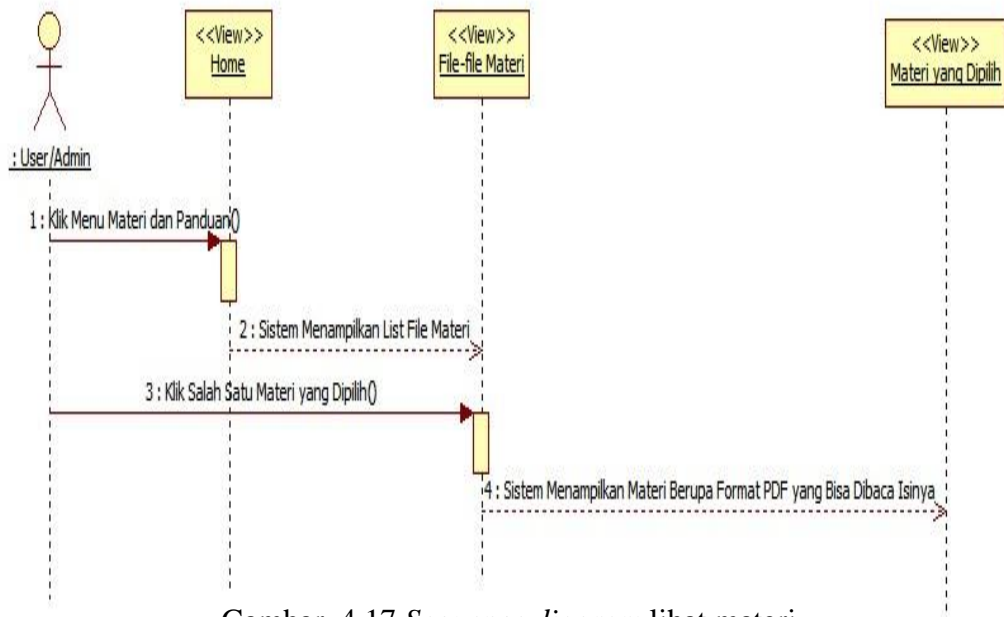 <<View>>
Home
<<View>>
File-file Materi
<<View>>
Materi yang Dipilih
: User/Admin
1 : Klik Menu Materi dan Panduan()
2 : Sistem Menampilkan List File Materi
3 : Klik Salah Satu Materi yang Dipilih()
4 : Sistem Menampilkan Materi Berupa Format PDF yang Bisa Dibaca Isinya
Gambar 4.17 Sequence diagram lihat materi